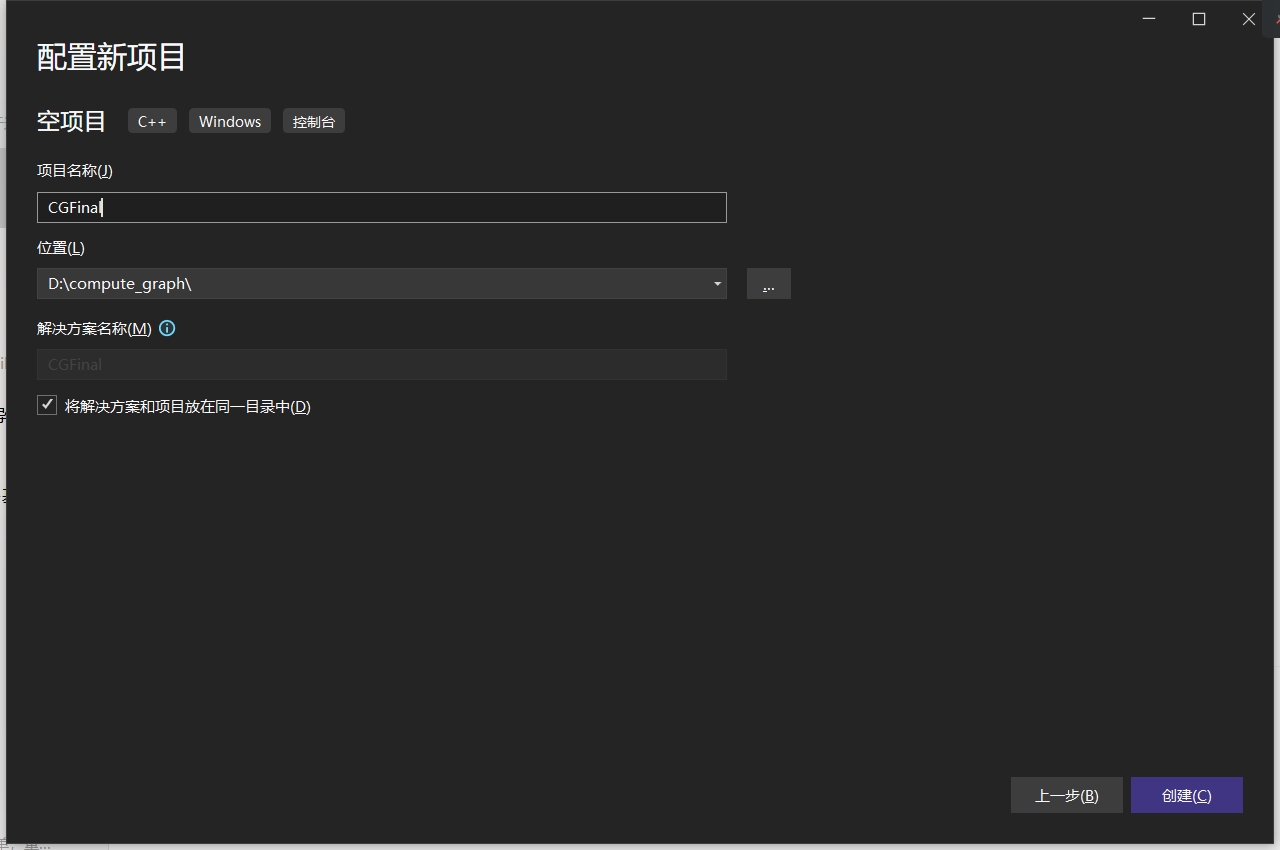 配置新项目
空项目 C++ Windows 控制台
项目名称(J)
CGFinal
位置(L)
D:\compute_graph\
...
解决方案名称(M)
CGFinal
将解决方案和项目放在同一目录中(D)
上一步(B) 创建(C)